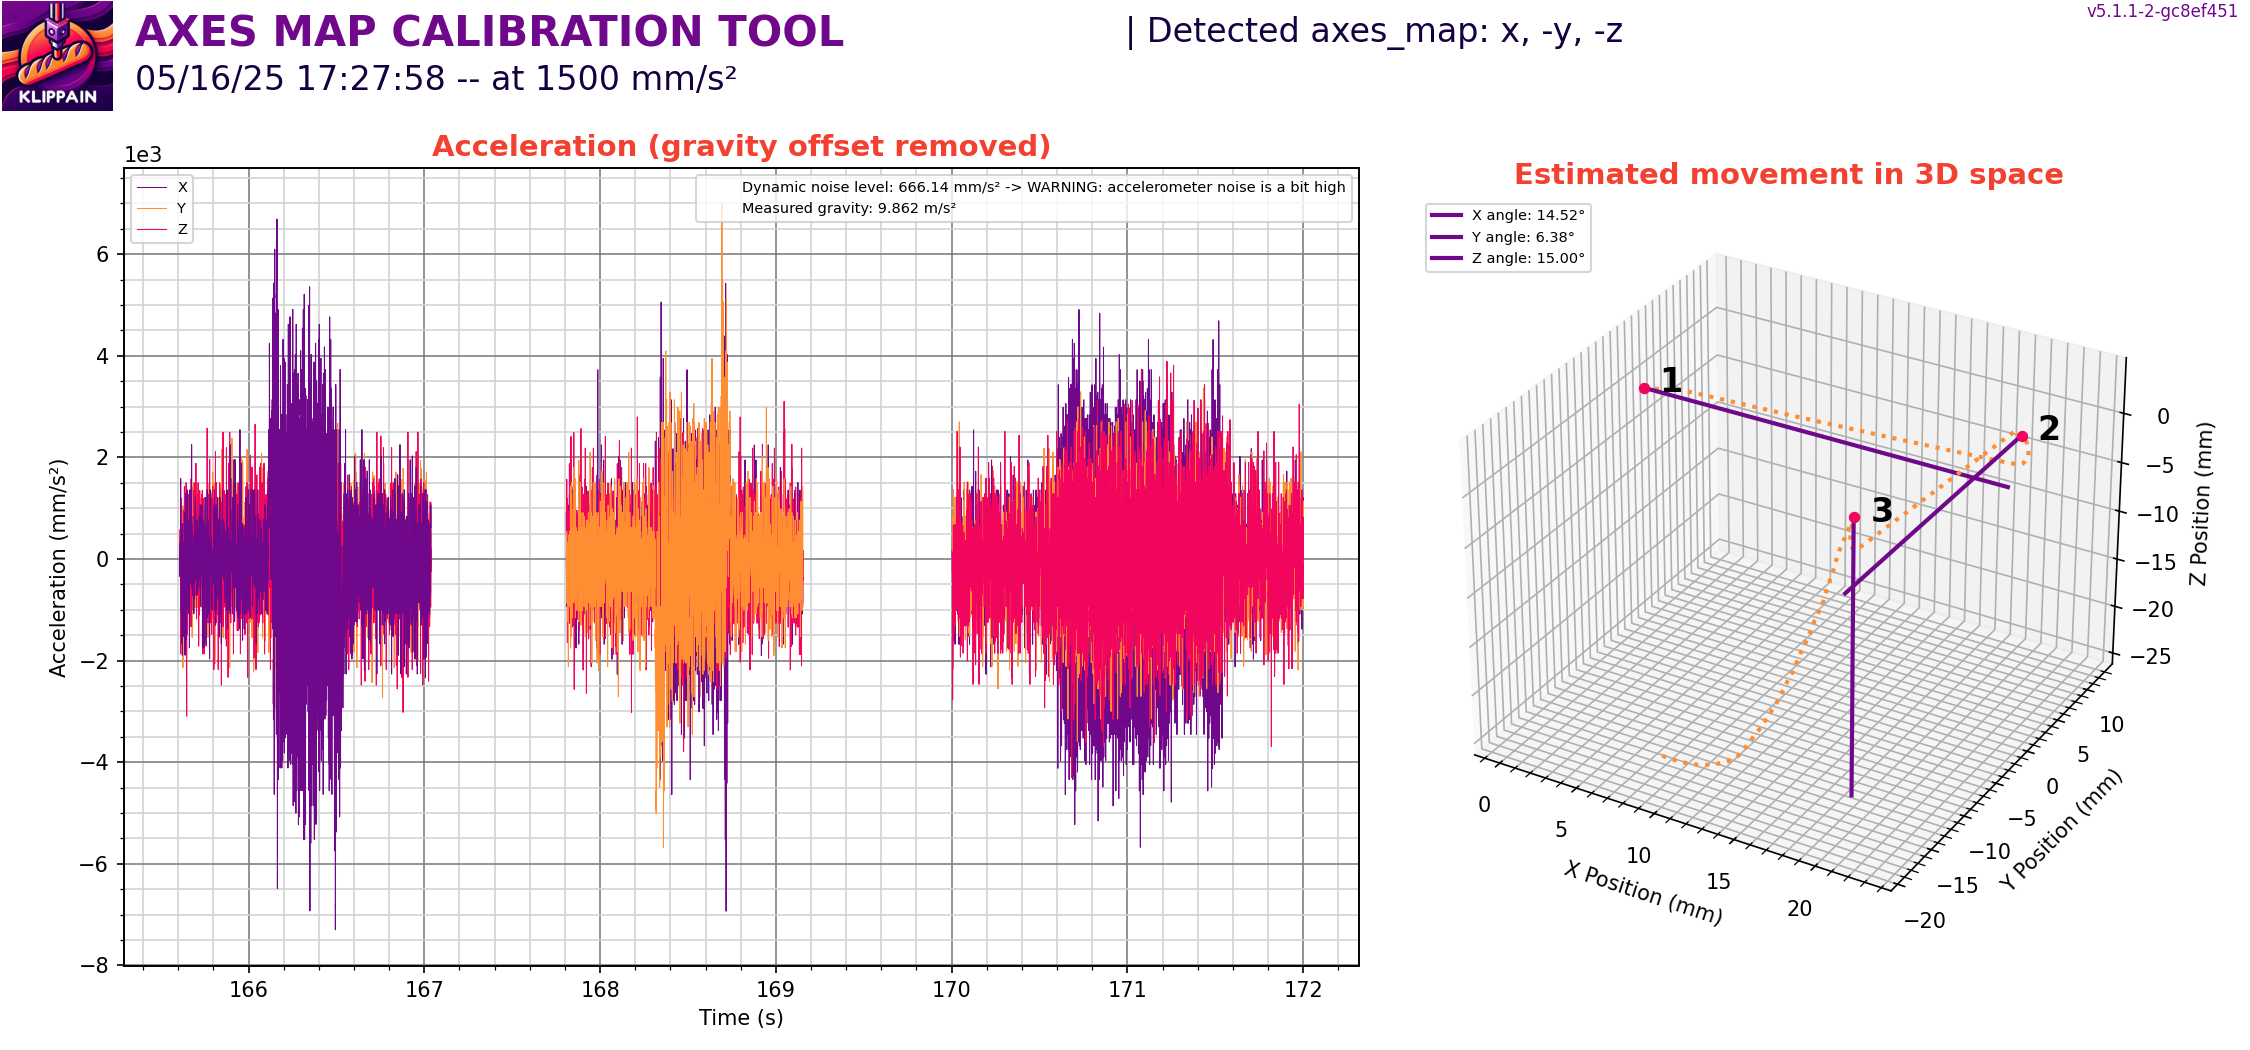 AXES MAP CALIBRATION TOOL
| Detected axes_map: x, -y, -z
v5.1.1-2-gc8ef451
05/16/25 17:27:58 -- at 1500 mm/s²
KLIPPAIN
Acceleration (gravity offset removed)
1e3
X
Y
Z
Dynamic noise level: 666.14 mm/s² -> WARNING: accelerometer noise is a bit high
Measured gravity: 9.862 m/s²
6
4
2
0
−2
−4
−6
−8
Acceleration (mm/s²)
166 167 168 169 170 171 172
Time (s)
Estimated movement in 3D space
X angle: 14.52°
Y angle: 6.38°
Z angle: 15.00°
1
2
3
0
−5
−10
−15
−20
−25
Z Position (mm)
10
5
0
−5
−10
−15
−20
Y Position (mm)
0
5
10
15
20
X Position (mm)